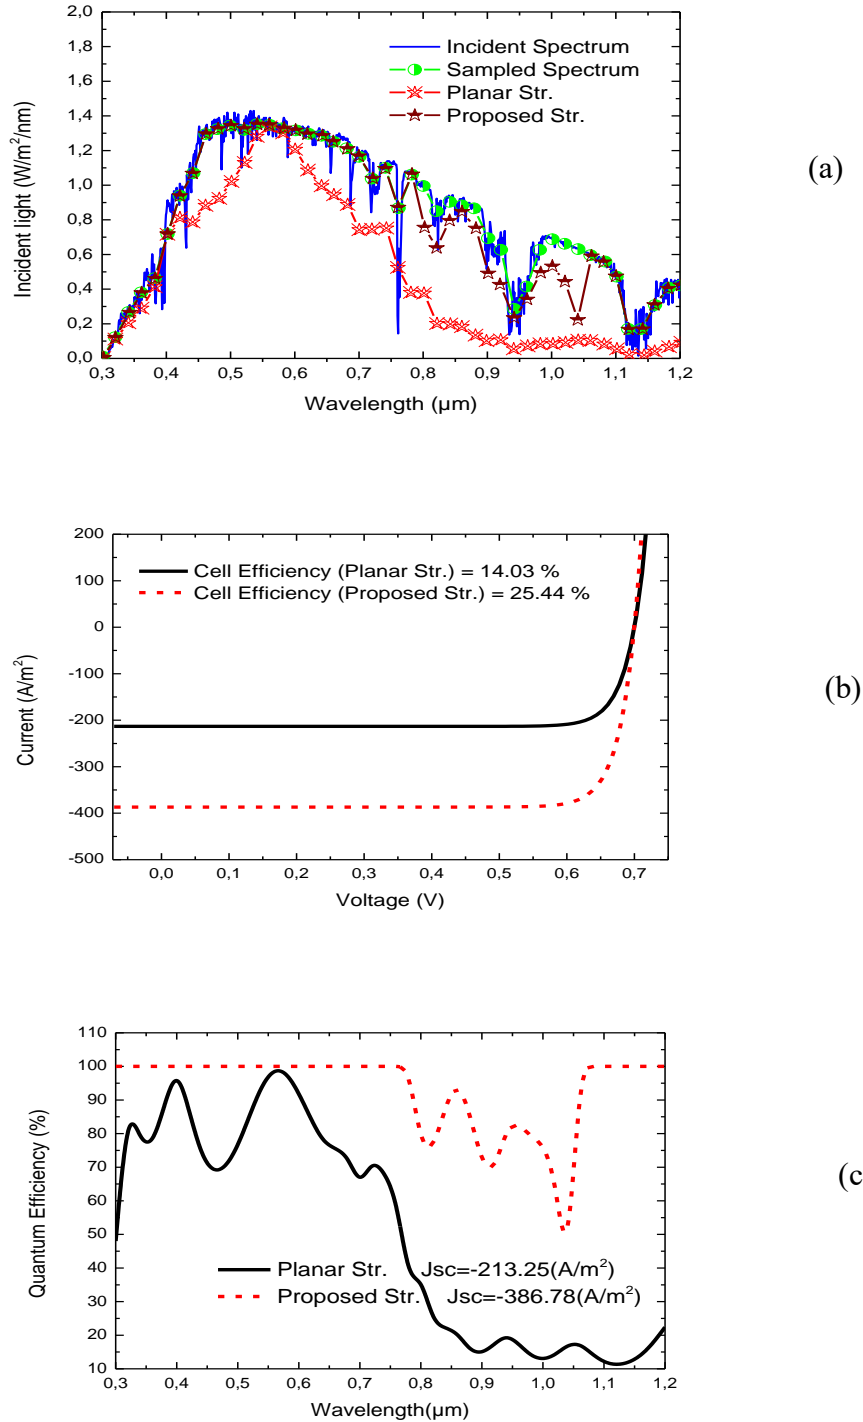 2,0
1,8
1,6
1,4
1,2
1,0
0,8
0,6
0,4
0,2
0,0
Incident light (W/m²/nm)
Incident Spectrum
Sampled Spectrum
Planar Str.
Proposed Str.
0,3 0,4 0,5 0,6 0,7 0,8 0,9 1,0 1,1 1,2
Wavelength (µm)
(a)
200
100
0
-100
-200
-300
-400
-500
Current (A/m²)
Cell Efficiency (Planar Str.) = 14.03 %
Cell Efficiency (Proposed Str.) = 25.44 %
0,0 0,1 0,2 0,3 0,4 0,5 0,6 0,7
Voltage (V)
(b)
110
100
90
80
70
60
50
40
30
20
10
Quantum Efficiency (%)
Planar Str. Jsc=-213.25(A/m²)
Proposed Str. Jsc=-386.78(A/m²)
0,3 0,4 0,5 0,6 0,7 0,8 0,9 1,0 1,1 1,2
Wavelength(µm)
(c